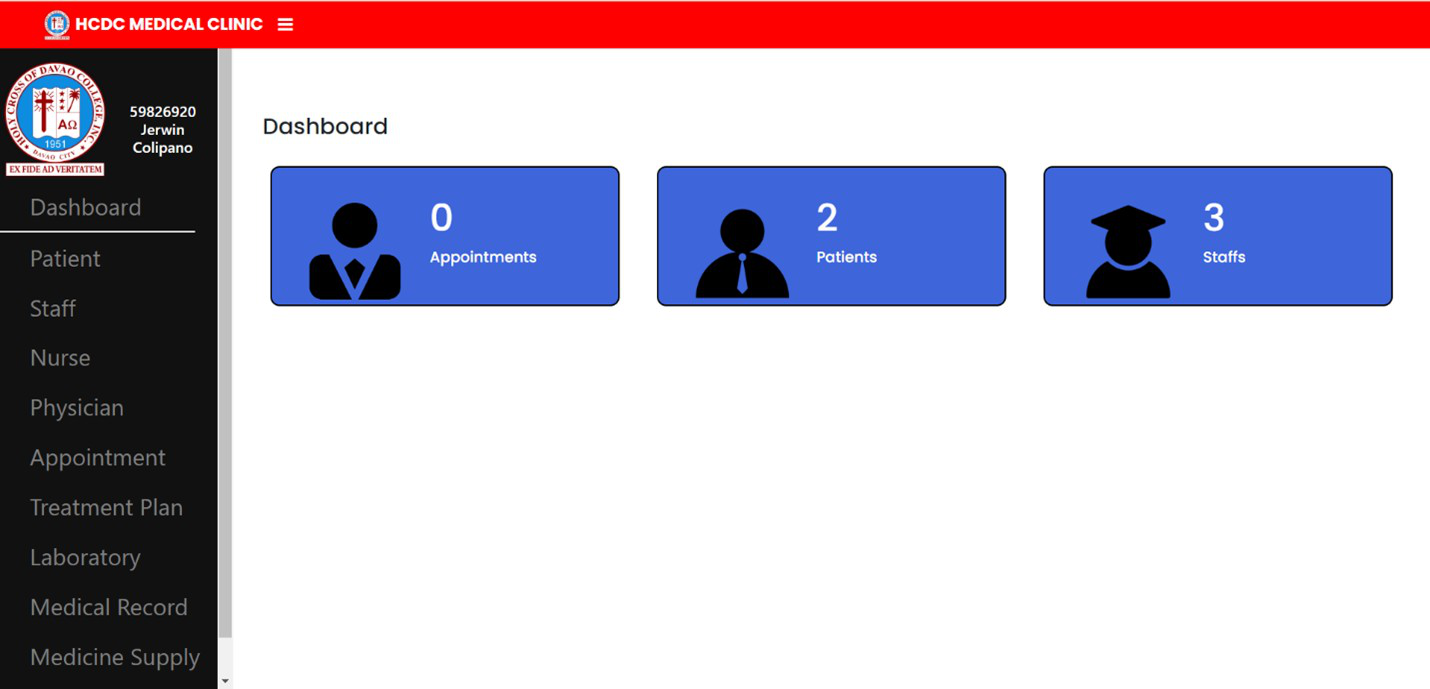 HCDC MEDICAL CLINIC
HOLY CROSS OF DAVAO COLLEGE, INC.
ΑΩ
1951
DAVAO CITY
EX FIDE AD VERITATEM
59826920
Jerwin
Colipano
Dashboard
Patient
Staff
Nurse
Physician
Appointment
Treatment Plan
Laboratory
Medical Record
Medicine Supply
Dashboard
0
Appointments
2
Patients
3
Staffs